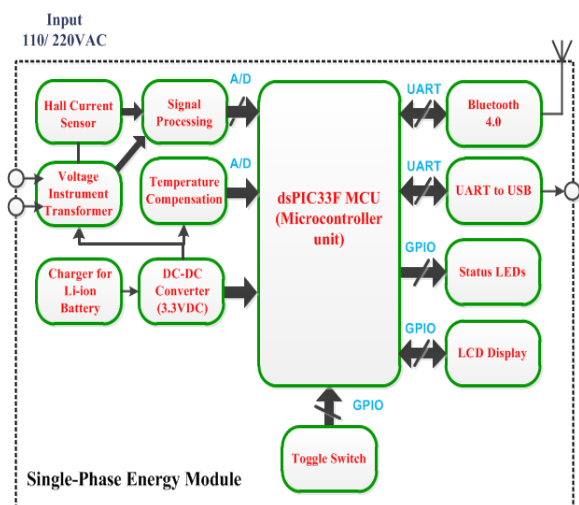 Input
110/ 220VAC
Hall Current
Sensor
Signal
Processing
A/D
UART
Bluetooth
4.0
Voltage
Instrument
Transformer
Temperature
Compensation
A/D
dsPIC33F MCU
(Microcontroller
unit)
UART
UART to USB
Charger for
Li-ion
Battery
DC-DC
Converter
(3.3VDC)
GPIO
Status LEDs
GPIO
LCD Display
GPIO
Toggle Switch
Single-Phase Energy Module